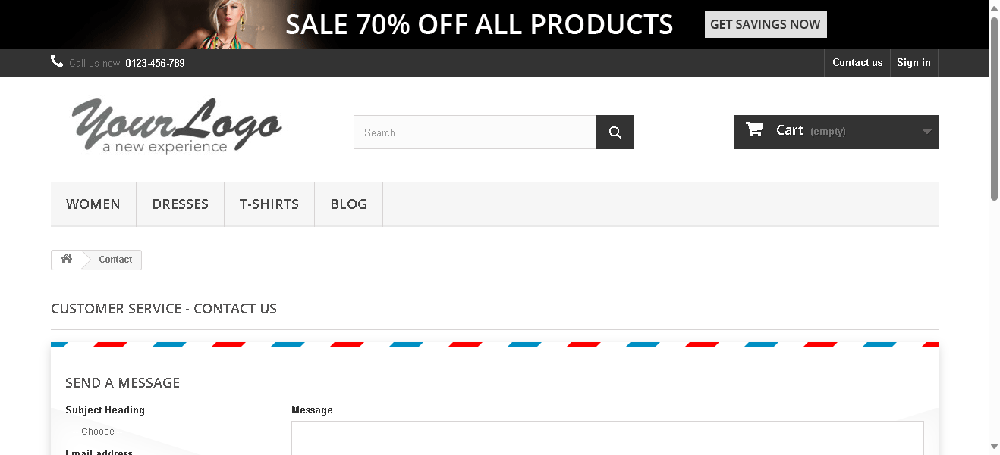 SALE 70% OFF ALL PRODUCTS GET SAVINGS NOW
Call us now: 0123-456-789 Contact us Sign in
YourLogo
a new experience
Search
Cart (empty)
WOMEN DRESSES T-SHIRTS BLOG
Contact
CUSTOMER SERVICE - CONTACT US
SEND A MESSAGE
Subject Heading
-- Choose --
Email address
Message